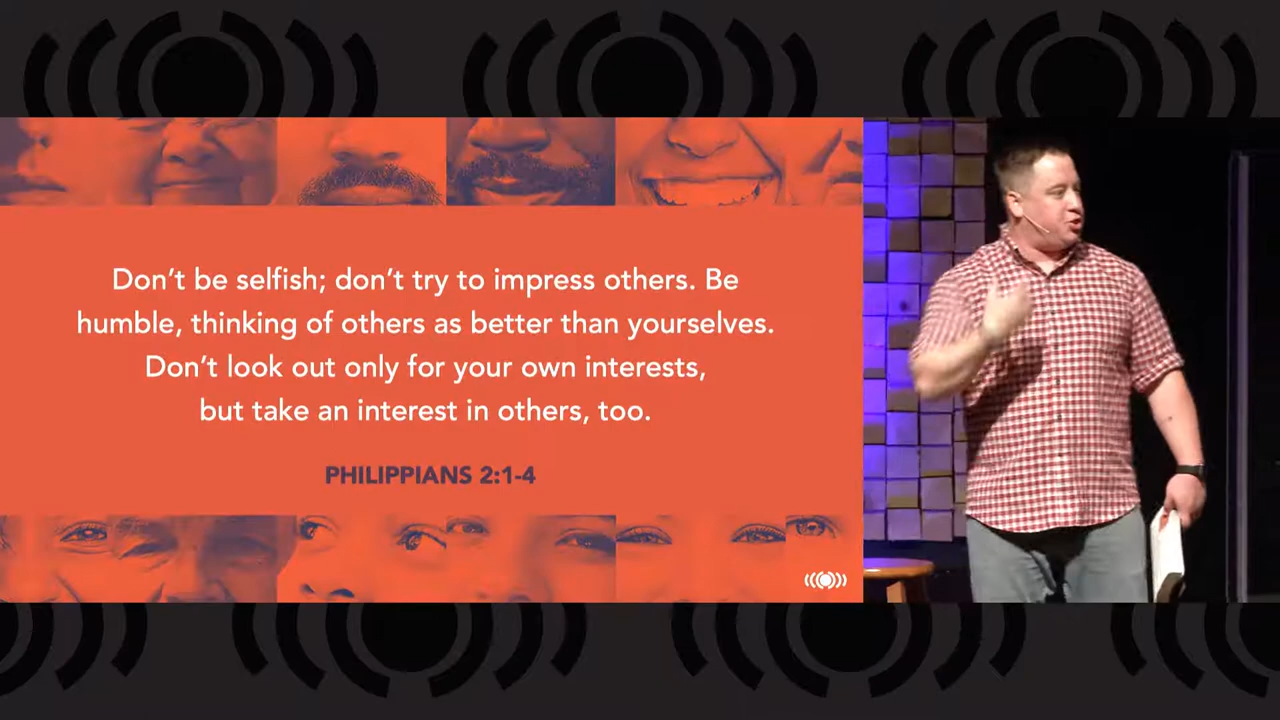 Don't be selfish; don't try to impress others. Be
humble, thinking of others as better than yourselves.
Don't look out only for your own interests,
but take an interest in others, too.
PHILIPPIANS 2:1-4